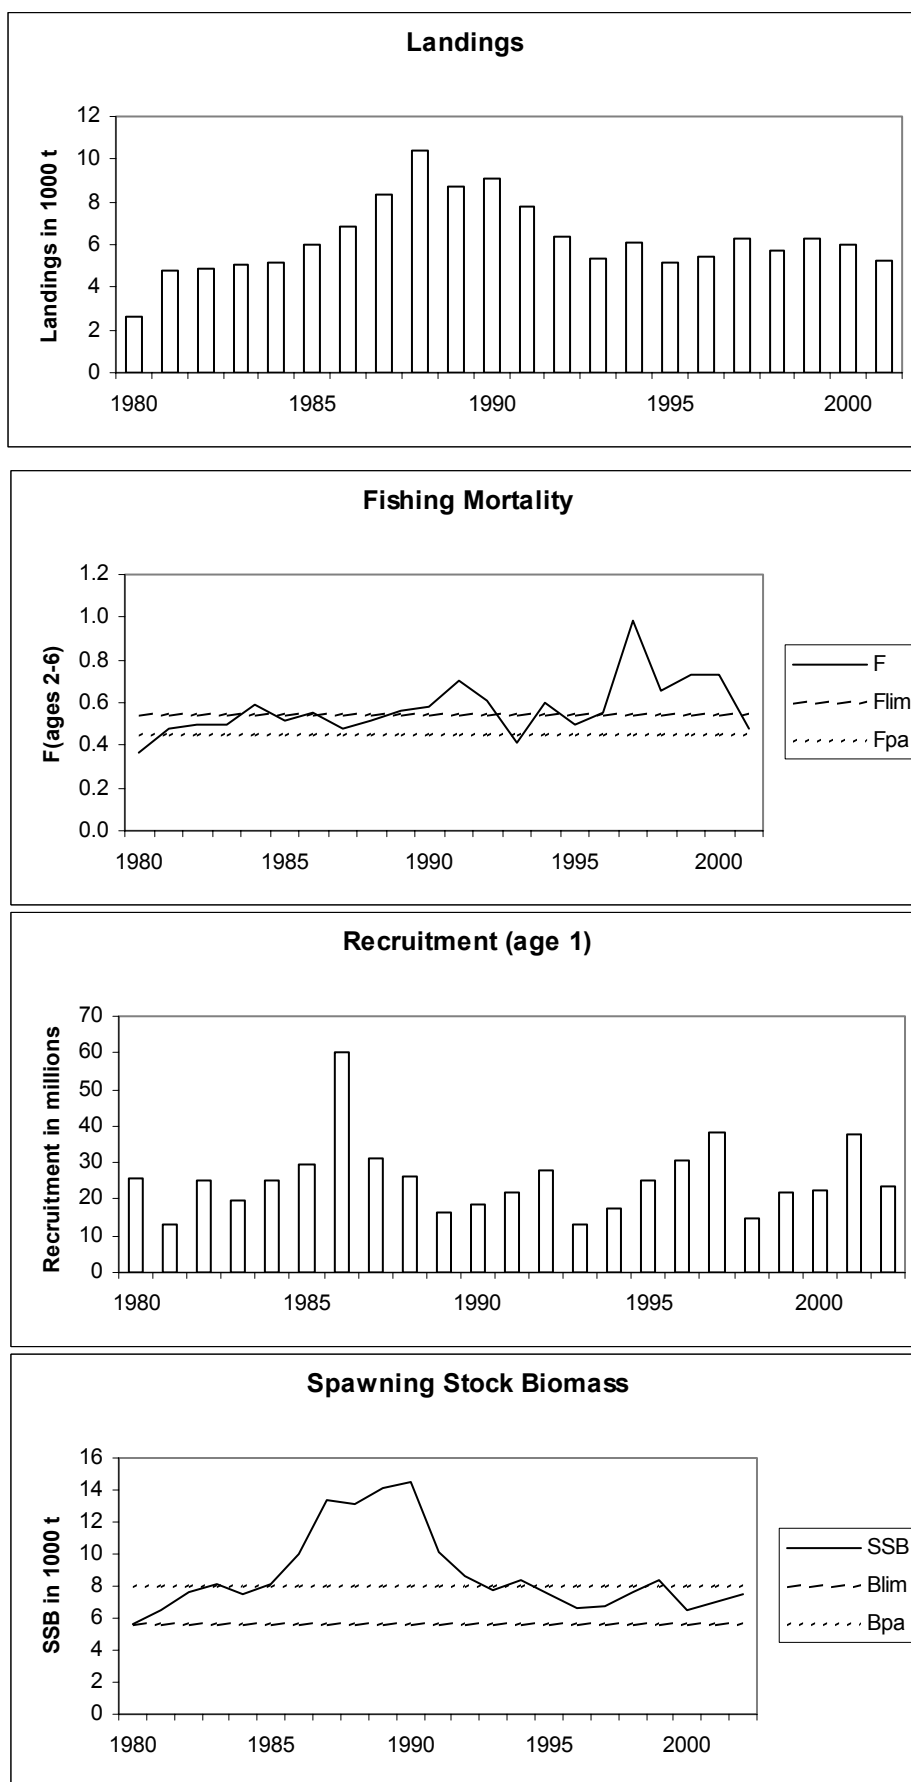 Landings
Landings in 1000 t
12
10
8
6
4
2
0
1980 1985 1990 1995 2000
Fishing Mortality
F(ages 2-6)
1.2
1.0
0.8
0.6
0.4
0.2
0.0
1980 1985 1990 1995 2000
F
Flim
Fpa
Recruitment (age 1)
Recruitment in millions
70
60
50
40
30
20
10
0
1980 1985 1990 1995 2000
Spawning Stock Biomass
SSB in 1000 t
16
14
12
10
8
6
4
2
0
1980 1985 1990 1995 2000
SSB
Blim
Bpa